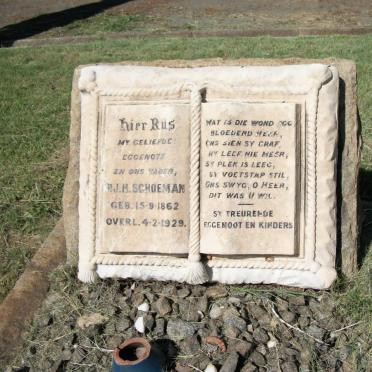 Hier Rus
MY GELIEFDE
EGGENOTE
EN ONS VADER,
J.H. SCHOEMAN
GEB. 15-9-1862
OVERL. 4-2-1929.
WAT IS DIE WOND NOG
BLOEDEND HEER,
ONS SIEN SY GRAF,
HY LEEF NIE MEER;
SY PLEK IS LEEG,
SY VOETSTAP STIL,
ONS SWYG, O HEER,
DIT WAS U WIL.
SY TREURENDE
EGGENOOT EN KINDERS